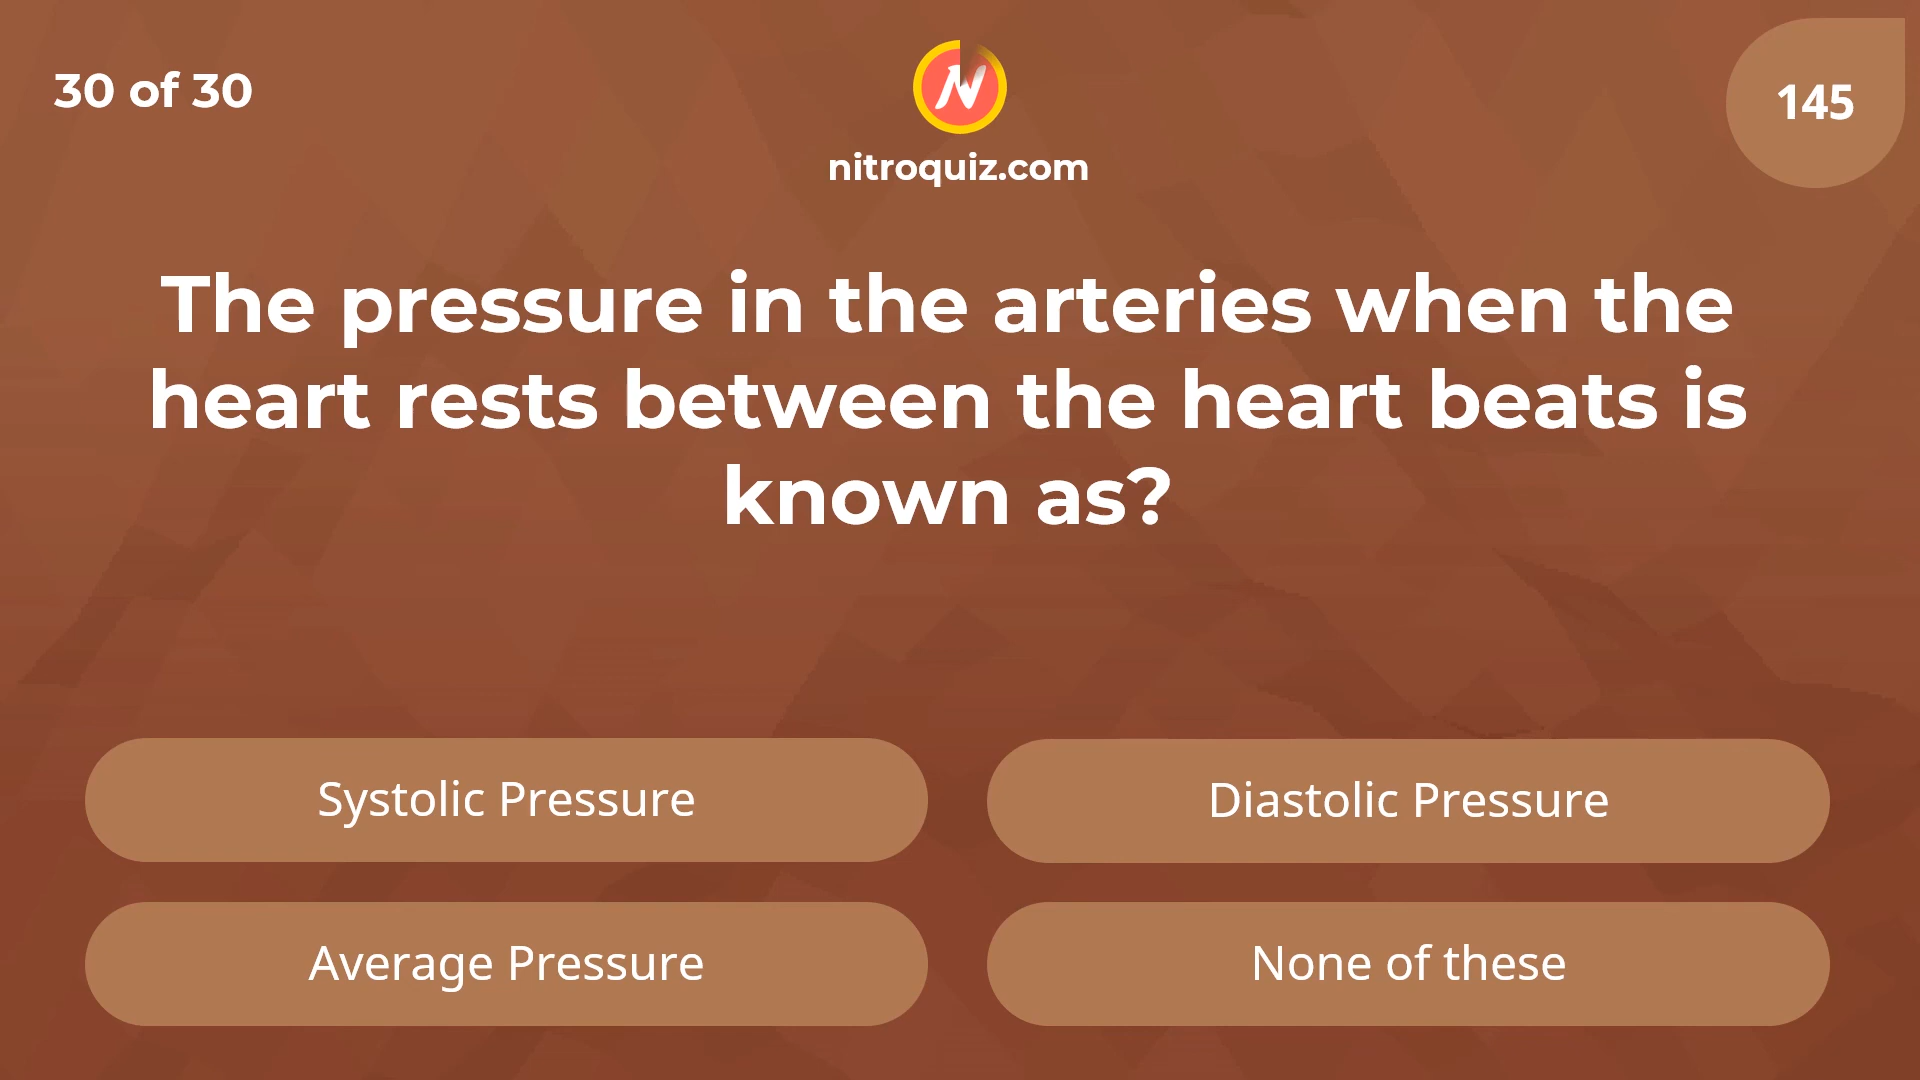 30 of 30
N
nitroquiz.com
145
The pressure in the arteries when the
heart rests between the heart beats is
known as?
Systolic Pressure
Diastolic Pressure
Average Pressure
None of these